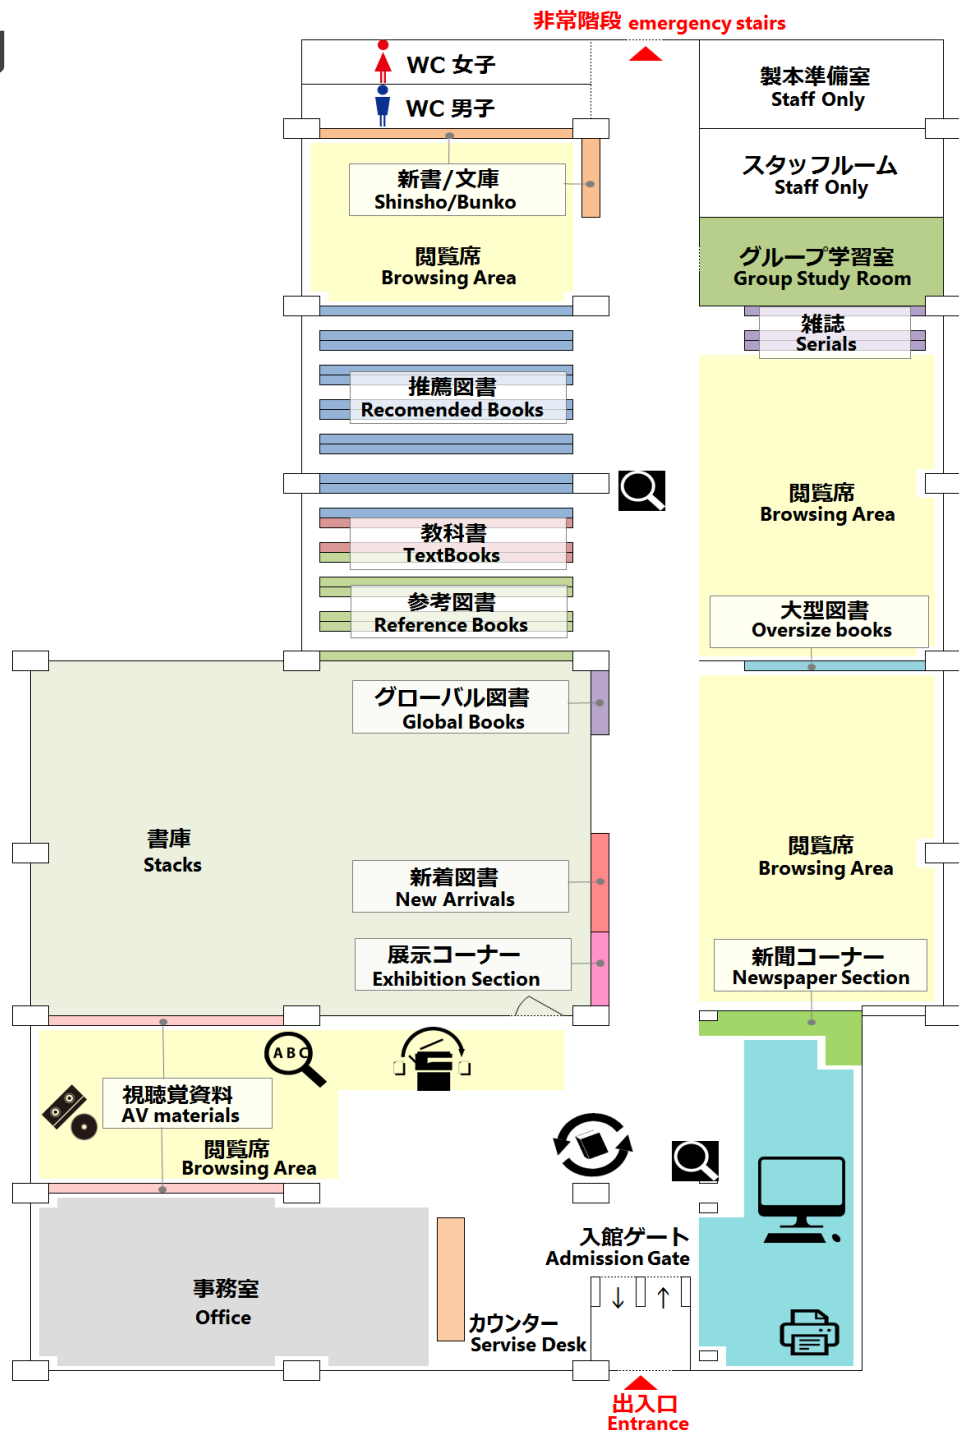 非常階段 emergency stairs
WC 女子
WC 男子
製本準備室
Staff Only
スタッフルーム
Staff Only
新書/文庫
Shinsho/Bunko
閲覧席
Browsing Area
グループ学習室
Group Study Room
雑誌
Serials
推薦図書
Recomended Books
閲覧席
Browsing Area
教科書
TextBooks
参考図書
Reference Books
大型図書
Oversize books
グローバル図書
Global Books
書庫
Stacks
閲覧席
Browsing Area
新着図書
New Arrivals
展示コーナー
Exhibition Section
新聞コーナー
Newspaper Section
ABC
視聴覚資料
AV materials
閲覧席
Browsing Area
入館ゲート
Admission Gate
事務室
Office
カウンター
Servise Desk
出入口
Entrance